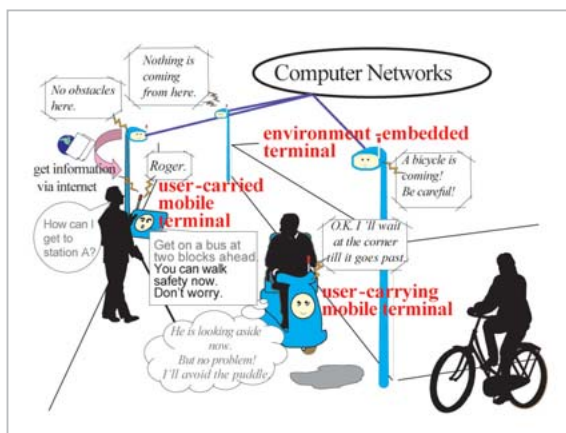 Computer Networks
Nothing is
coming
from here.
No obstacles
here.
environment -embedded
terminal
A bicycle is
coming!
Be careful!
get information
via internet
Roger.
user-carried
mobile
terminal
How can I
get to
station A?
Get on a bus at
two blocks ahead.
You can walk
safety now.
Don't worry.
O.K. I 'll wait
at the corner
till it goes past.
user-carrying
mobile terminal
He is looking aside
now.
But no problem!
I'll avoid the puddle.